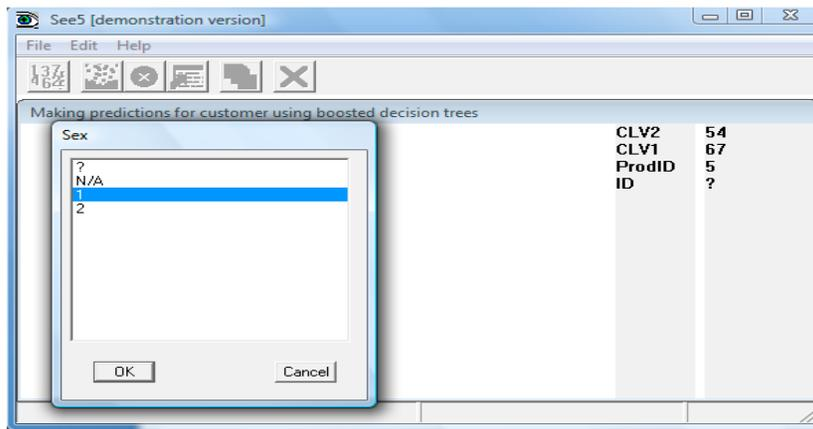 See5 [demonstration version]
File Edit Help
Making predictions for customer using boosted decision trees
Sex
?
N/A
1
2
OK Cancel
CLV2 54
CLV1 67
ProdID 5
ID ?